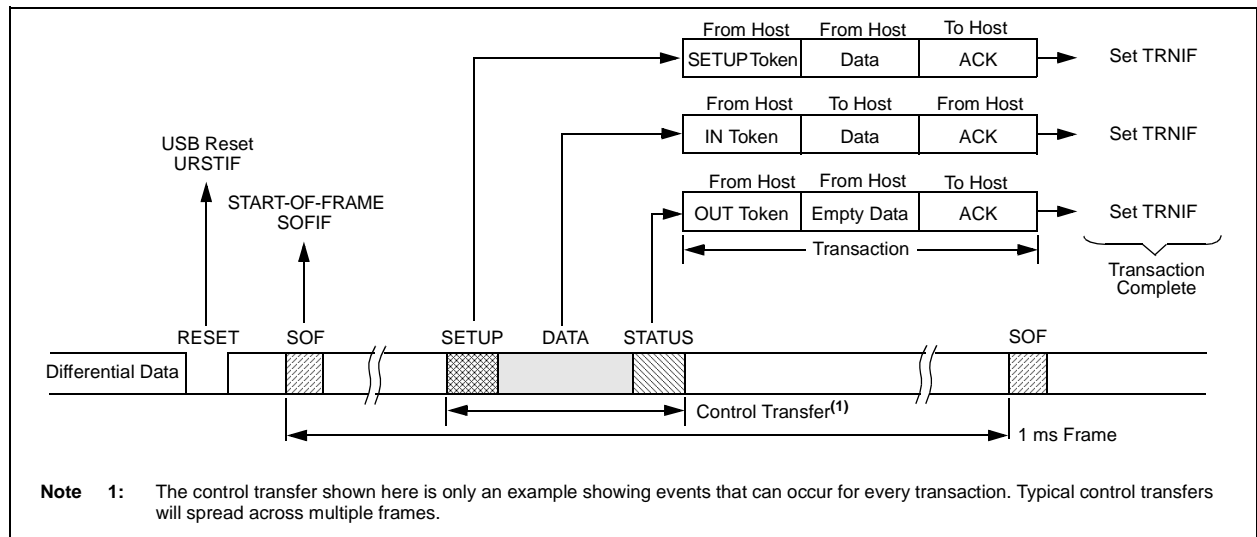 From Host From Host To Host
SETUP Token Data ACK Set TRNIF
From Host To Host From Host
IN Token Data ACK Set TRNIF
From Host From Host To Host
OUT Token Empty Data ACK Set TRNIF
Transaction
Transaction
Complete
USB Reset
URSTIF
START-OF-FRAME
SOFIF
RESET SOF SETUP DATA STATUS SOF
Differential Data
Control Transfer(1)
1 ms Frame
Note 1: The control transfer shown here is only an example showing events that can occur for every transaction. Typical control transfers
will spread across multiple frames.